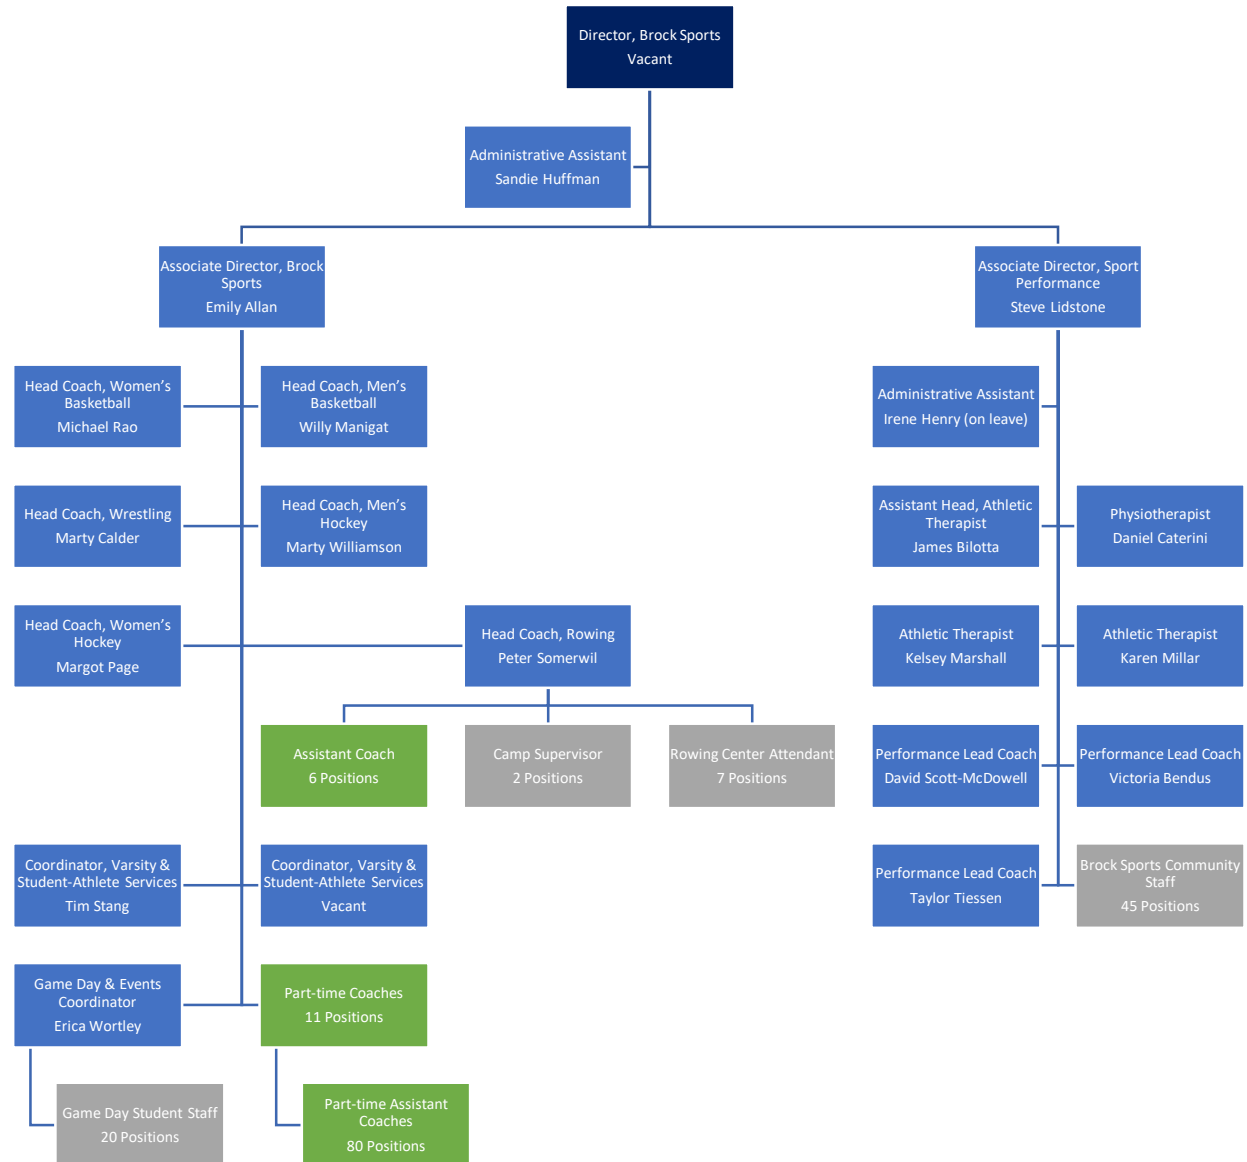 Director, Brock Sports
Vacant
Administrative Assistant
Sandie Huffman
Associate Director, Brock
Sports
Emily Allan
Associate Director, Sport
Performance
Steve Lidstone
Head Coach, Women’s
Basketball
Michael Rao
Head Coach, Men’s
Basketball
Willy Manigat
Administrative Assistant
Irene Henry (on leave)
Head Coach, Wrestling
Marty Calder
Head Coach, Men’s
Hockey
Marty Williamson
Assistant Head, Athletic
Therapist
James Bilotta
Physiotherapist
Daniel Caterini
Head Coach, Women’s
Hockey
Margot Page
Head Coach, Rowing
Peter Somerwil
Athletic Therapist
Kelsey Marshall
Athletic Therapist
Karen Millar
Assistant Coach
6 Positions
Camp Supervisor
2 Positions
Rowing Center Attendant
7 Positions
Performance Lead Coach
David Scott-McDowell
Performance Lead Coach
Victoria Bendus
Coordinator, Varsity &
Student-Athlete Services
Tim Stang
Coordinator, Varsity &
Student-Athlete Services
Vacant
Performance Lead Coach
Taylor Tiessen
Brock Sports Community
Staff
45 Positions
Game Day & Events
Coordinator
Erica Wortley
Part-time Coaches
11 Positions
Game Day Student Staff
20 Positions
Part-time Assistant
Coaches
80 Positions